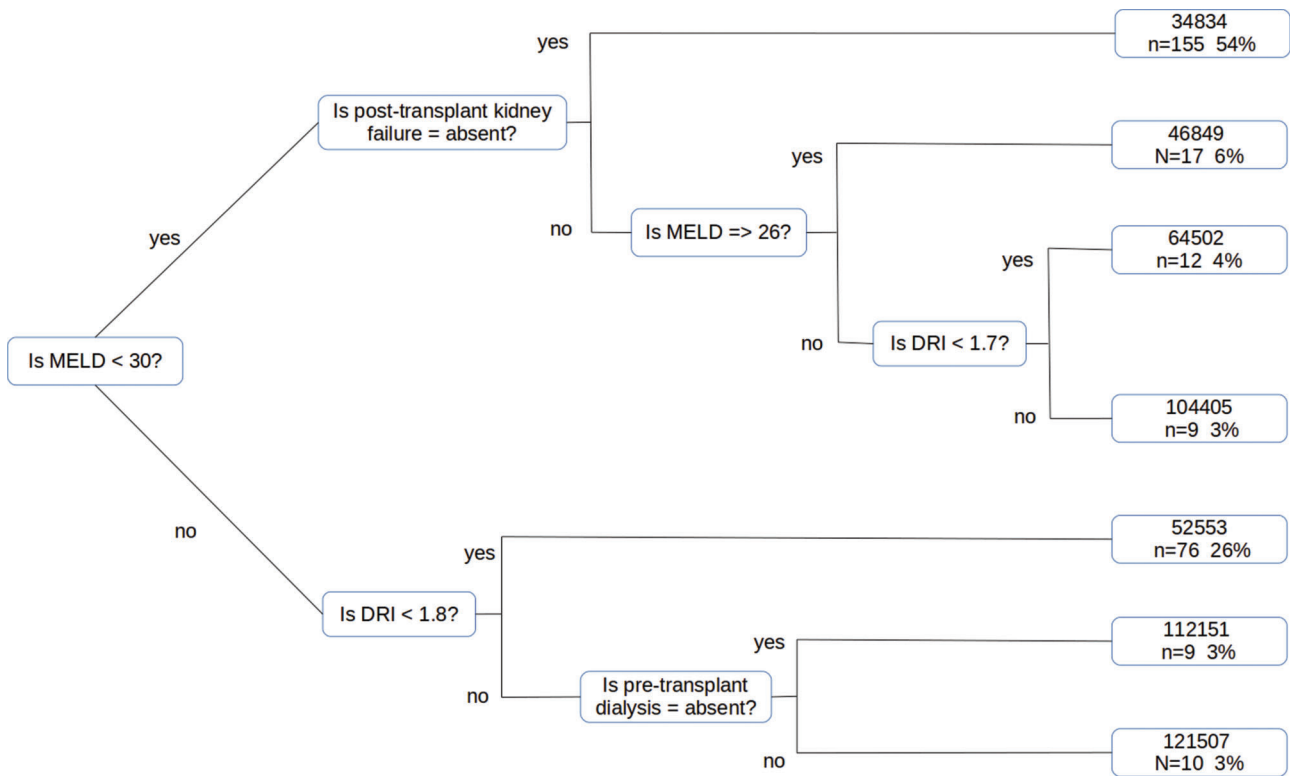 34834
n=155 54%
yes
Is post-transplant kidney
failure = absent?
46849
N=17 6%
yes
no
Is MELD => 26?
64502
n=12 4%
yes
yes
Is MELD < 30?
no
Is DRI < 1.7?
104405
n=9 3%
no
no
52553
n=76 26%
yes
Is DRI < 1.8?
112151
n=9 3%
yes
no
Is pre-transplant
dialysis = absent?
121507
N=10 3%
no